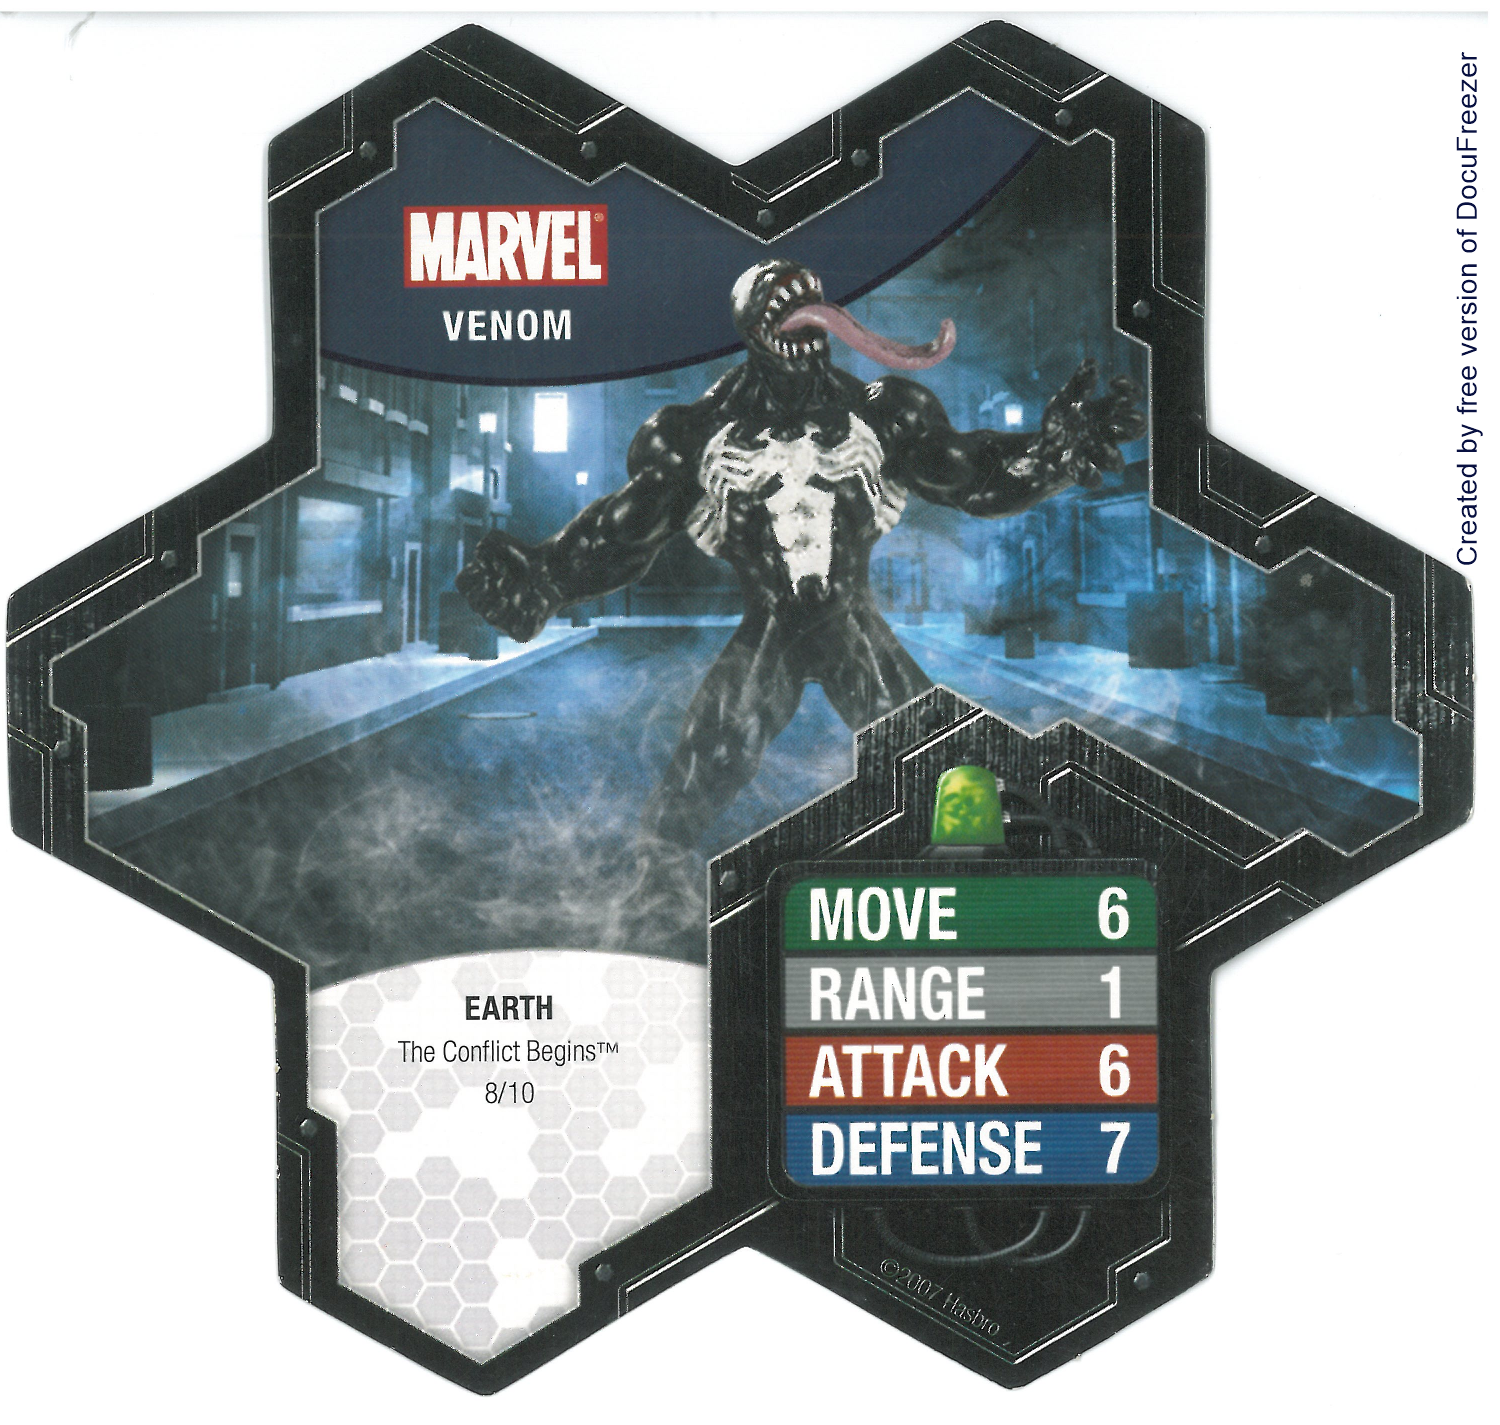 MARVEL®
VENOM
EARTH
The Conflict Begins™
8/10
MOVE 6
RANGE 1
ATTACK 6
DEFENSE 7
©2007 Hasbro
Created by free version of DocuFreezer